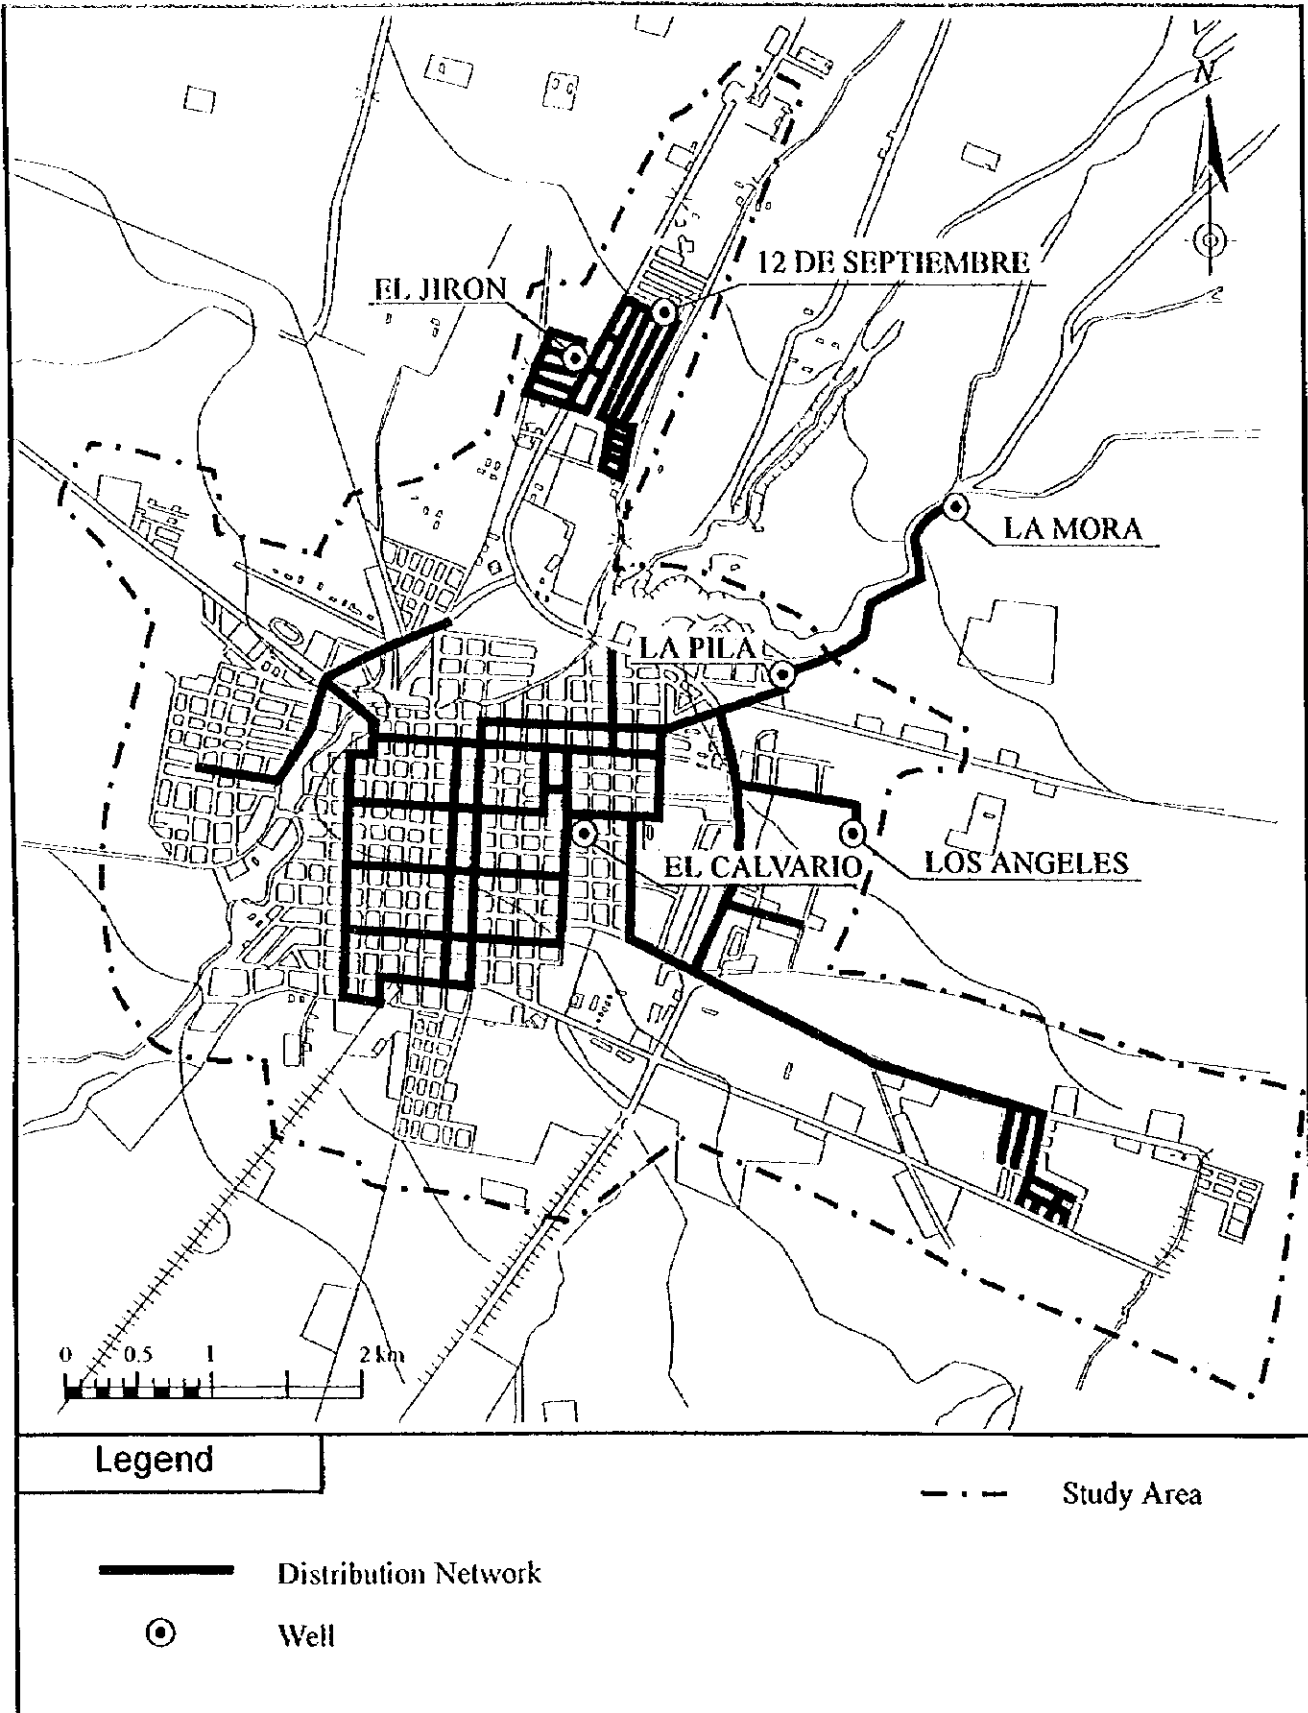 N
12 DE SEPTIEMBRE
EL JIRON
LA MORA
LA PILA
EL CALVARIO
LOS ANGELES
0 0.5 1 2 km
Legend
Study Area
Distribution Network
Well